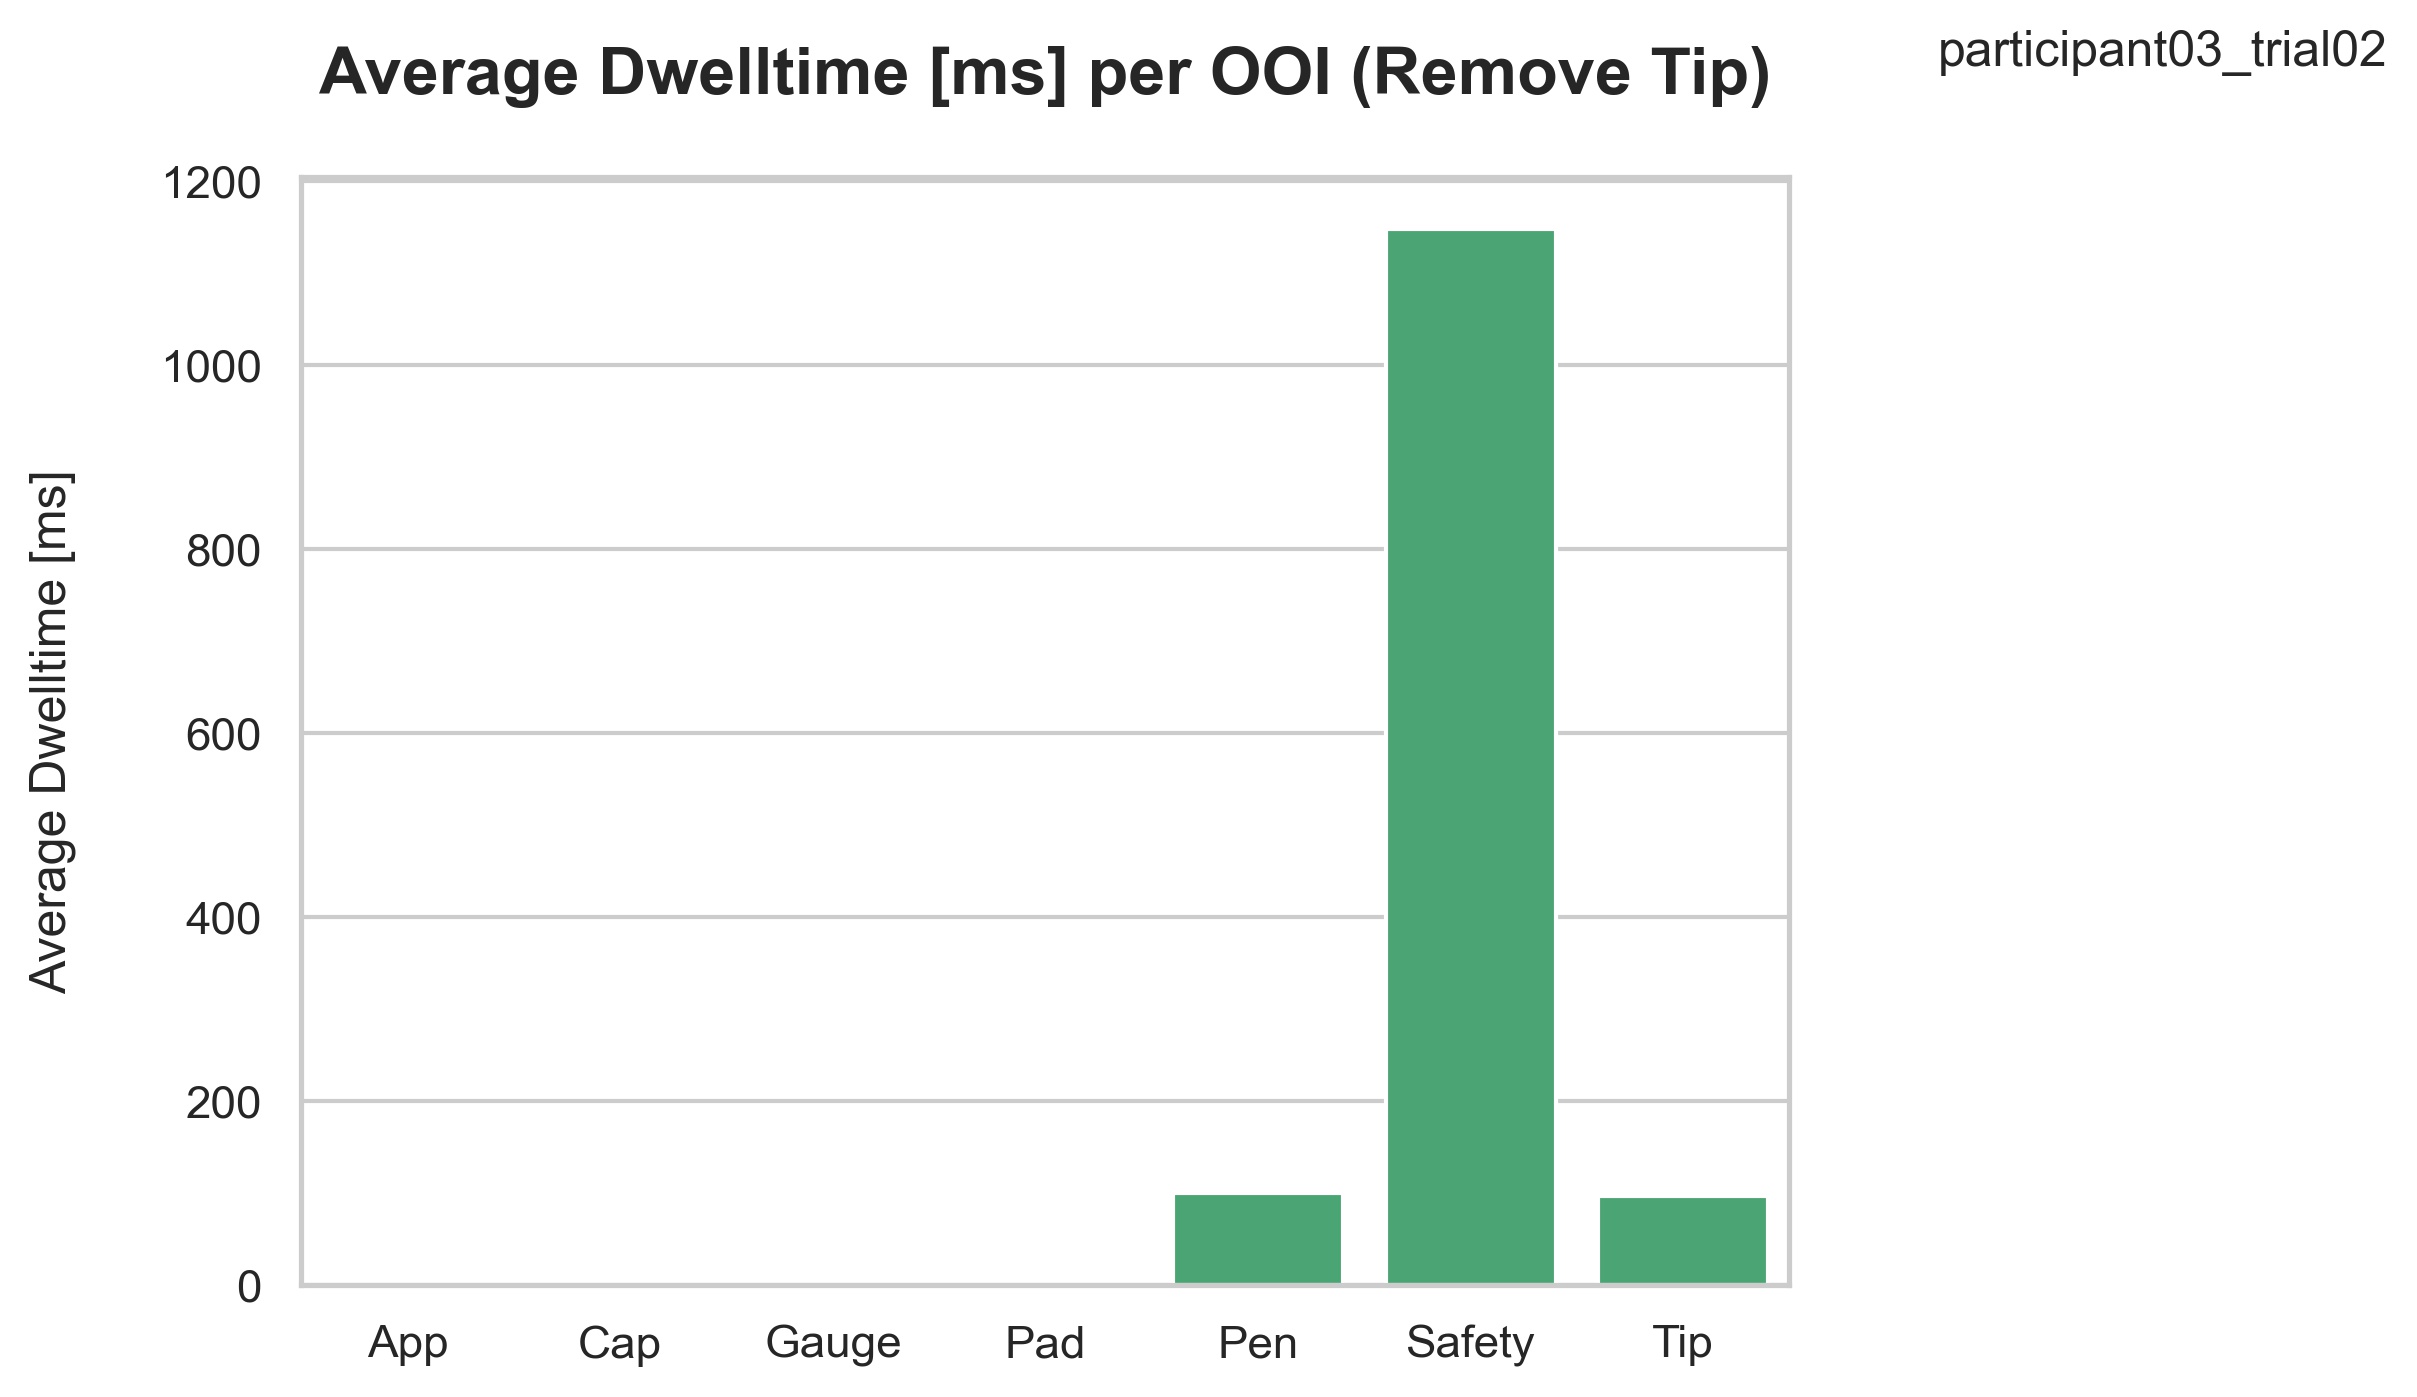 Average Dwelltime [ms] per OOI (Remove Tip)
participant03_trial02
Average Dwelltime [ms]
1200
1000
800
600
400
200
0
App Cap Gauge Pad Pen Safety Tip